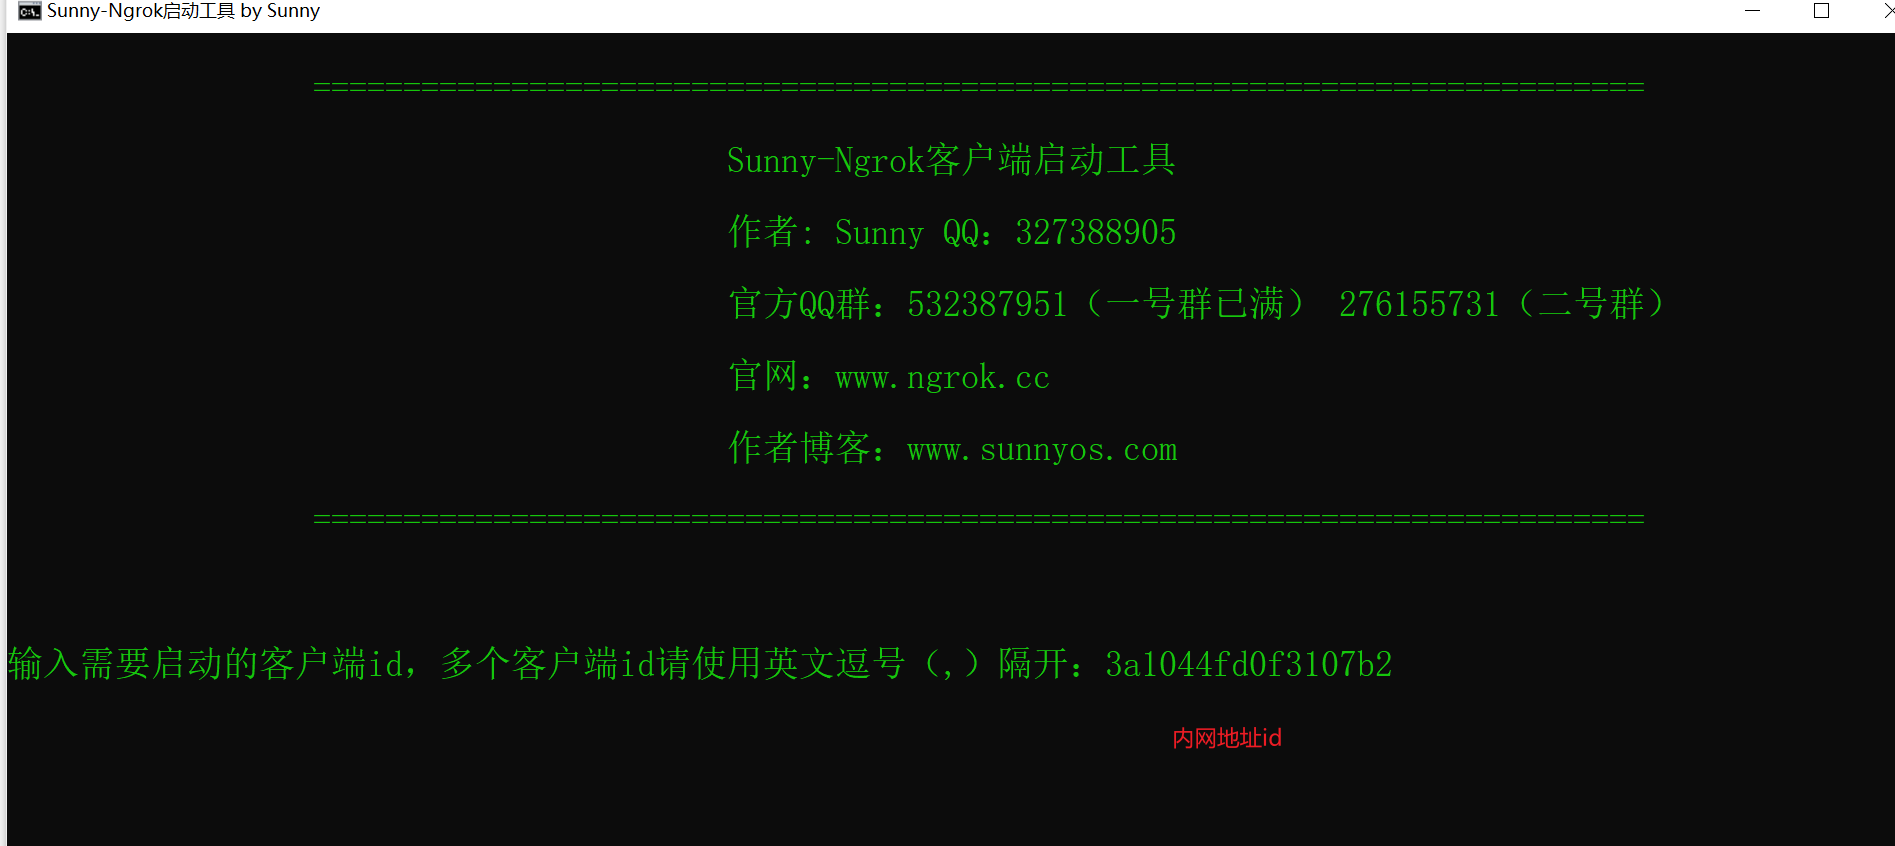 Sunny-Ngrok启动工具 by Sunny
==========================================================================
Sunny-Ngrok客户端启动工具
作者: Sunny QQ：327388905
官方QQ群：532387951（一号群已满） 276155731（二号群）
官网：www.ngrok.cc
作者博客：www.sunnyos.com
==========================================================================
输入需要启动的客户端id，多个客户端id请使用英文逗号（,）隔开：3a1044fd0f3107b2
内网地址id